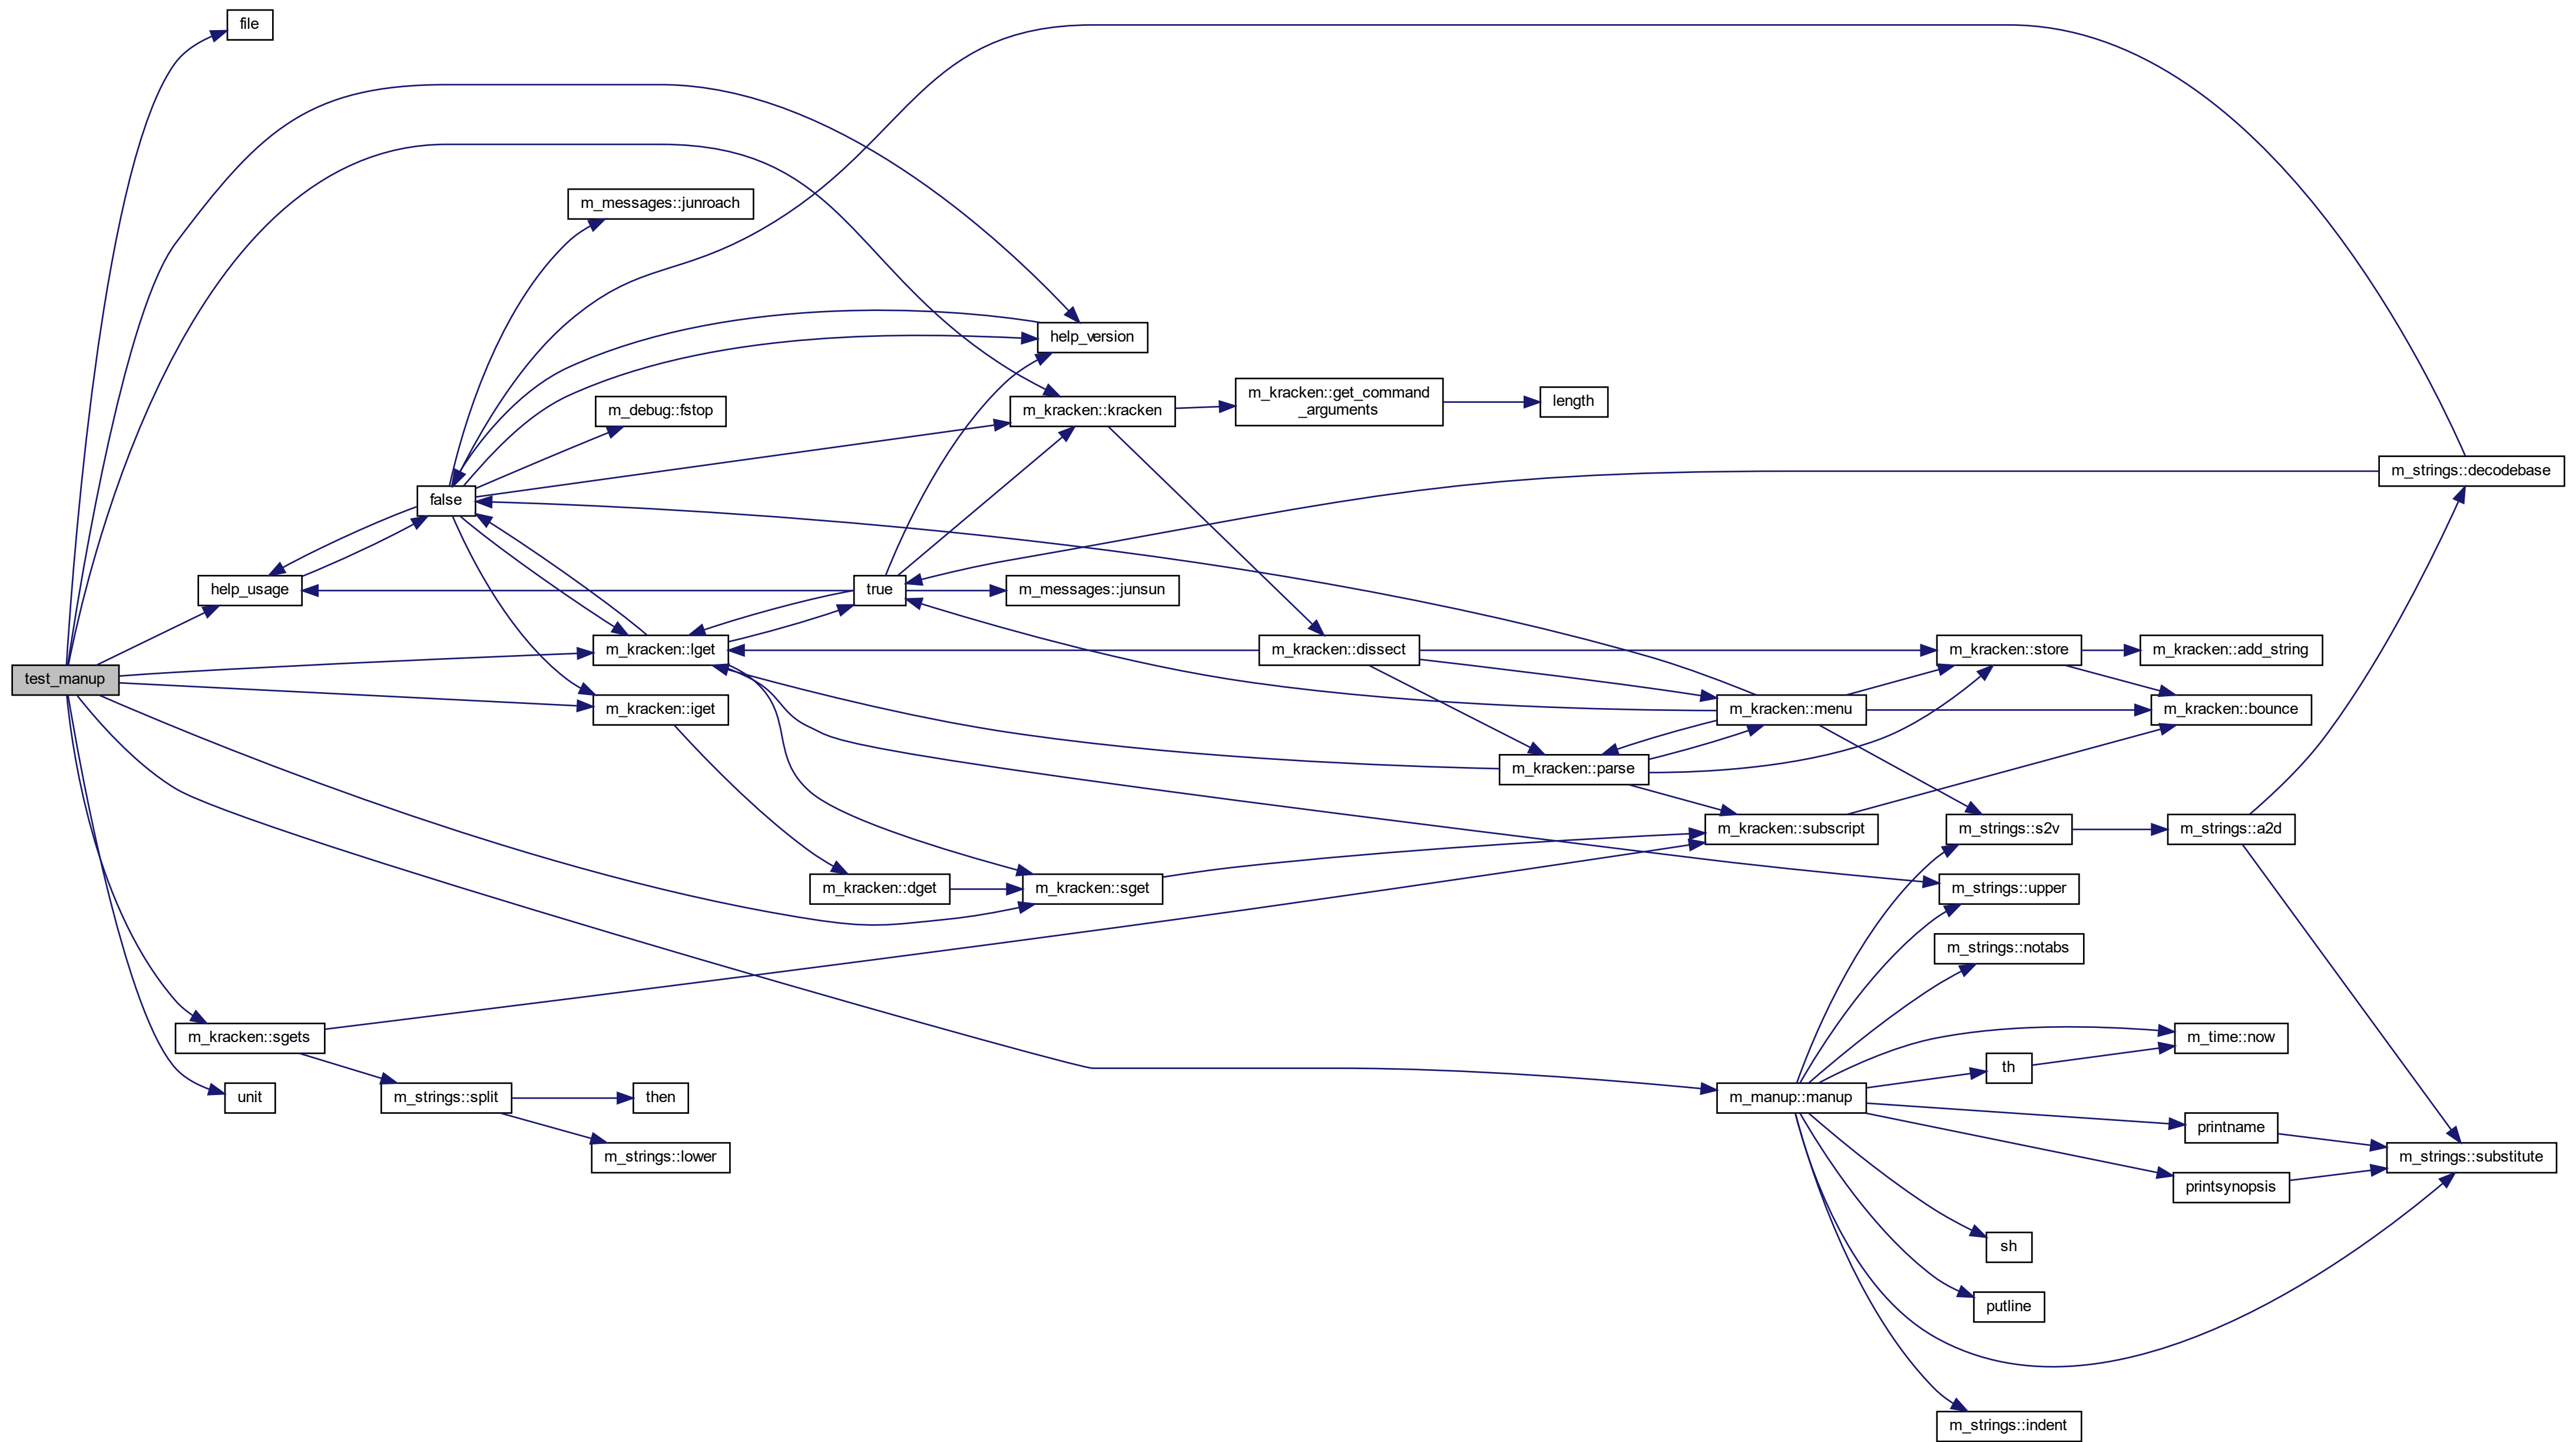 file
m_messages::junroach
help_version
m_debug::fstop
m_kracken::kracken
m_kracken::get_command
_arguments
length
m_strings::decodebase
false
help_usage
true
m_messages::junsun
m_kracken::lget
m_kracken::dissect
m_kracken::store
m_kracken::add_string
test_manup
m_kracken::iget
m_kracken::menu
m_kracken::bounce
m_kracken::parse
m_kracken::subscript
m_strings::s2v
m_strings::a2d
m_kracken::dget
m_kracken::sget
m_strings::upper
m_strings::notabs
m_kracken::sgets
m_time::now
th
unit
m_strings::split
then
m_manup::manup
printname
m_strings::lower
m_strings::substitute
printsynopsis
sh
putline
m_strings::indent